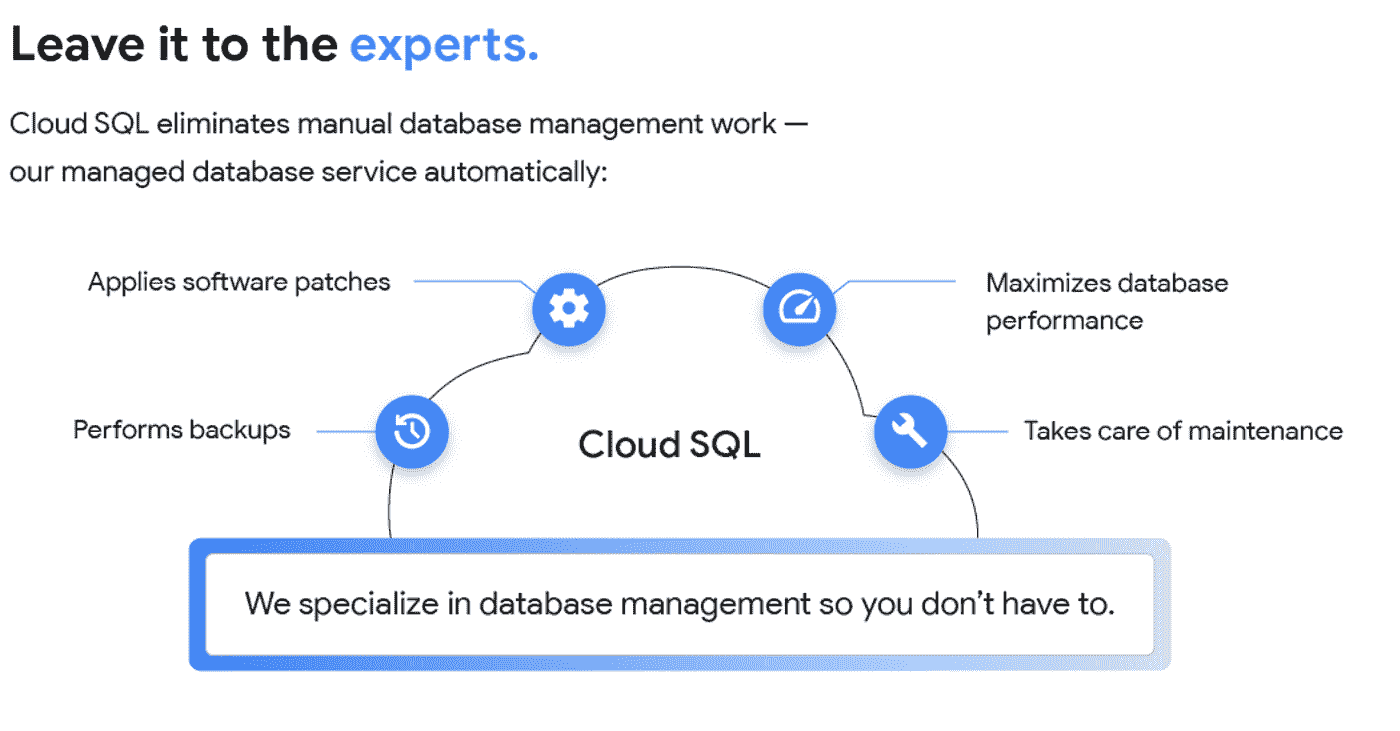 Leave it to the experts.
Cloud SQL eliminates manual database management work —
our managed database service automatically:
Applies software patches
Maximizes database
performance
Performs backups
Cloud SQL
Takes care of maintenance
We specialize in database management so you don’t have to.